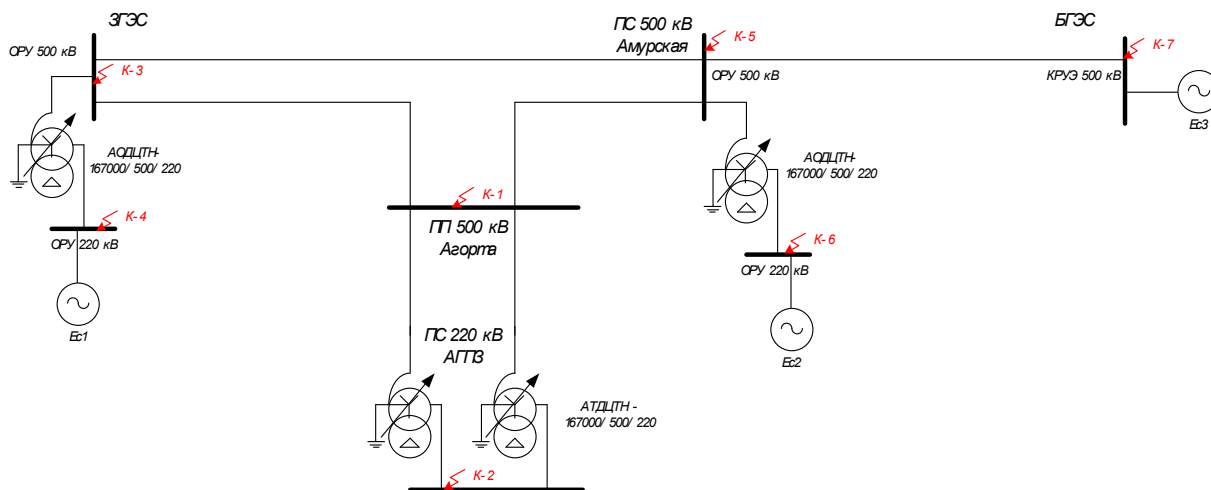 ЗГЭС
ОРУ 500 кВ
К-3
АОДЦТН-
167000/ 500/ 220
К-4
ОРУ 220 кВ
Ес1
ПС 500 кВ
Амурская
К-5
ОРУ 500 кВ
АОДЦТН-
167000/ 500/ 220
К-6
ОРУ 220 кВ
Ес2
БГЭС
К-7
КРУЭ 500 кВ
Ес3
К-1
ПП 500 кВ
Агорта
ПС 220 кВ
АГПЗ
АТДЦТН -
167000/ 500/ 220
К-2